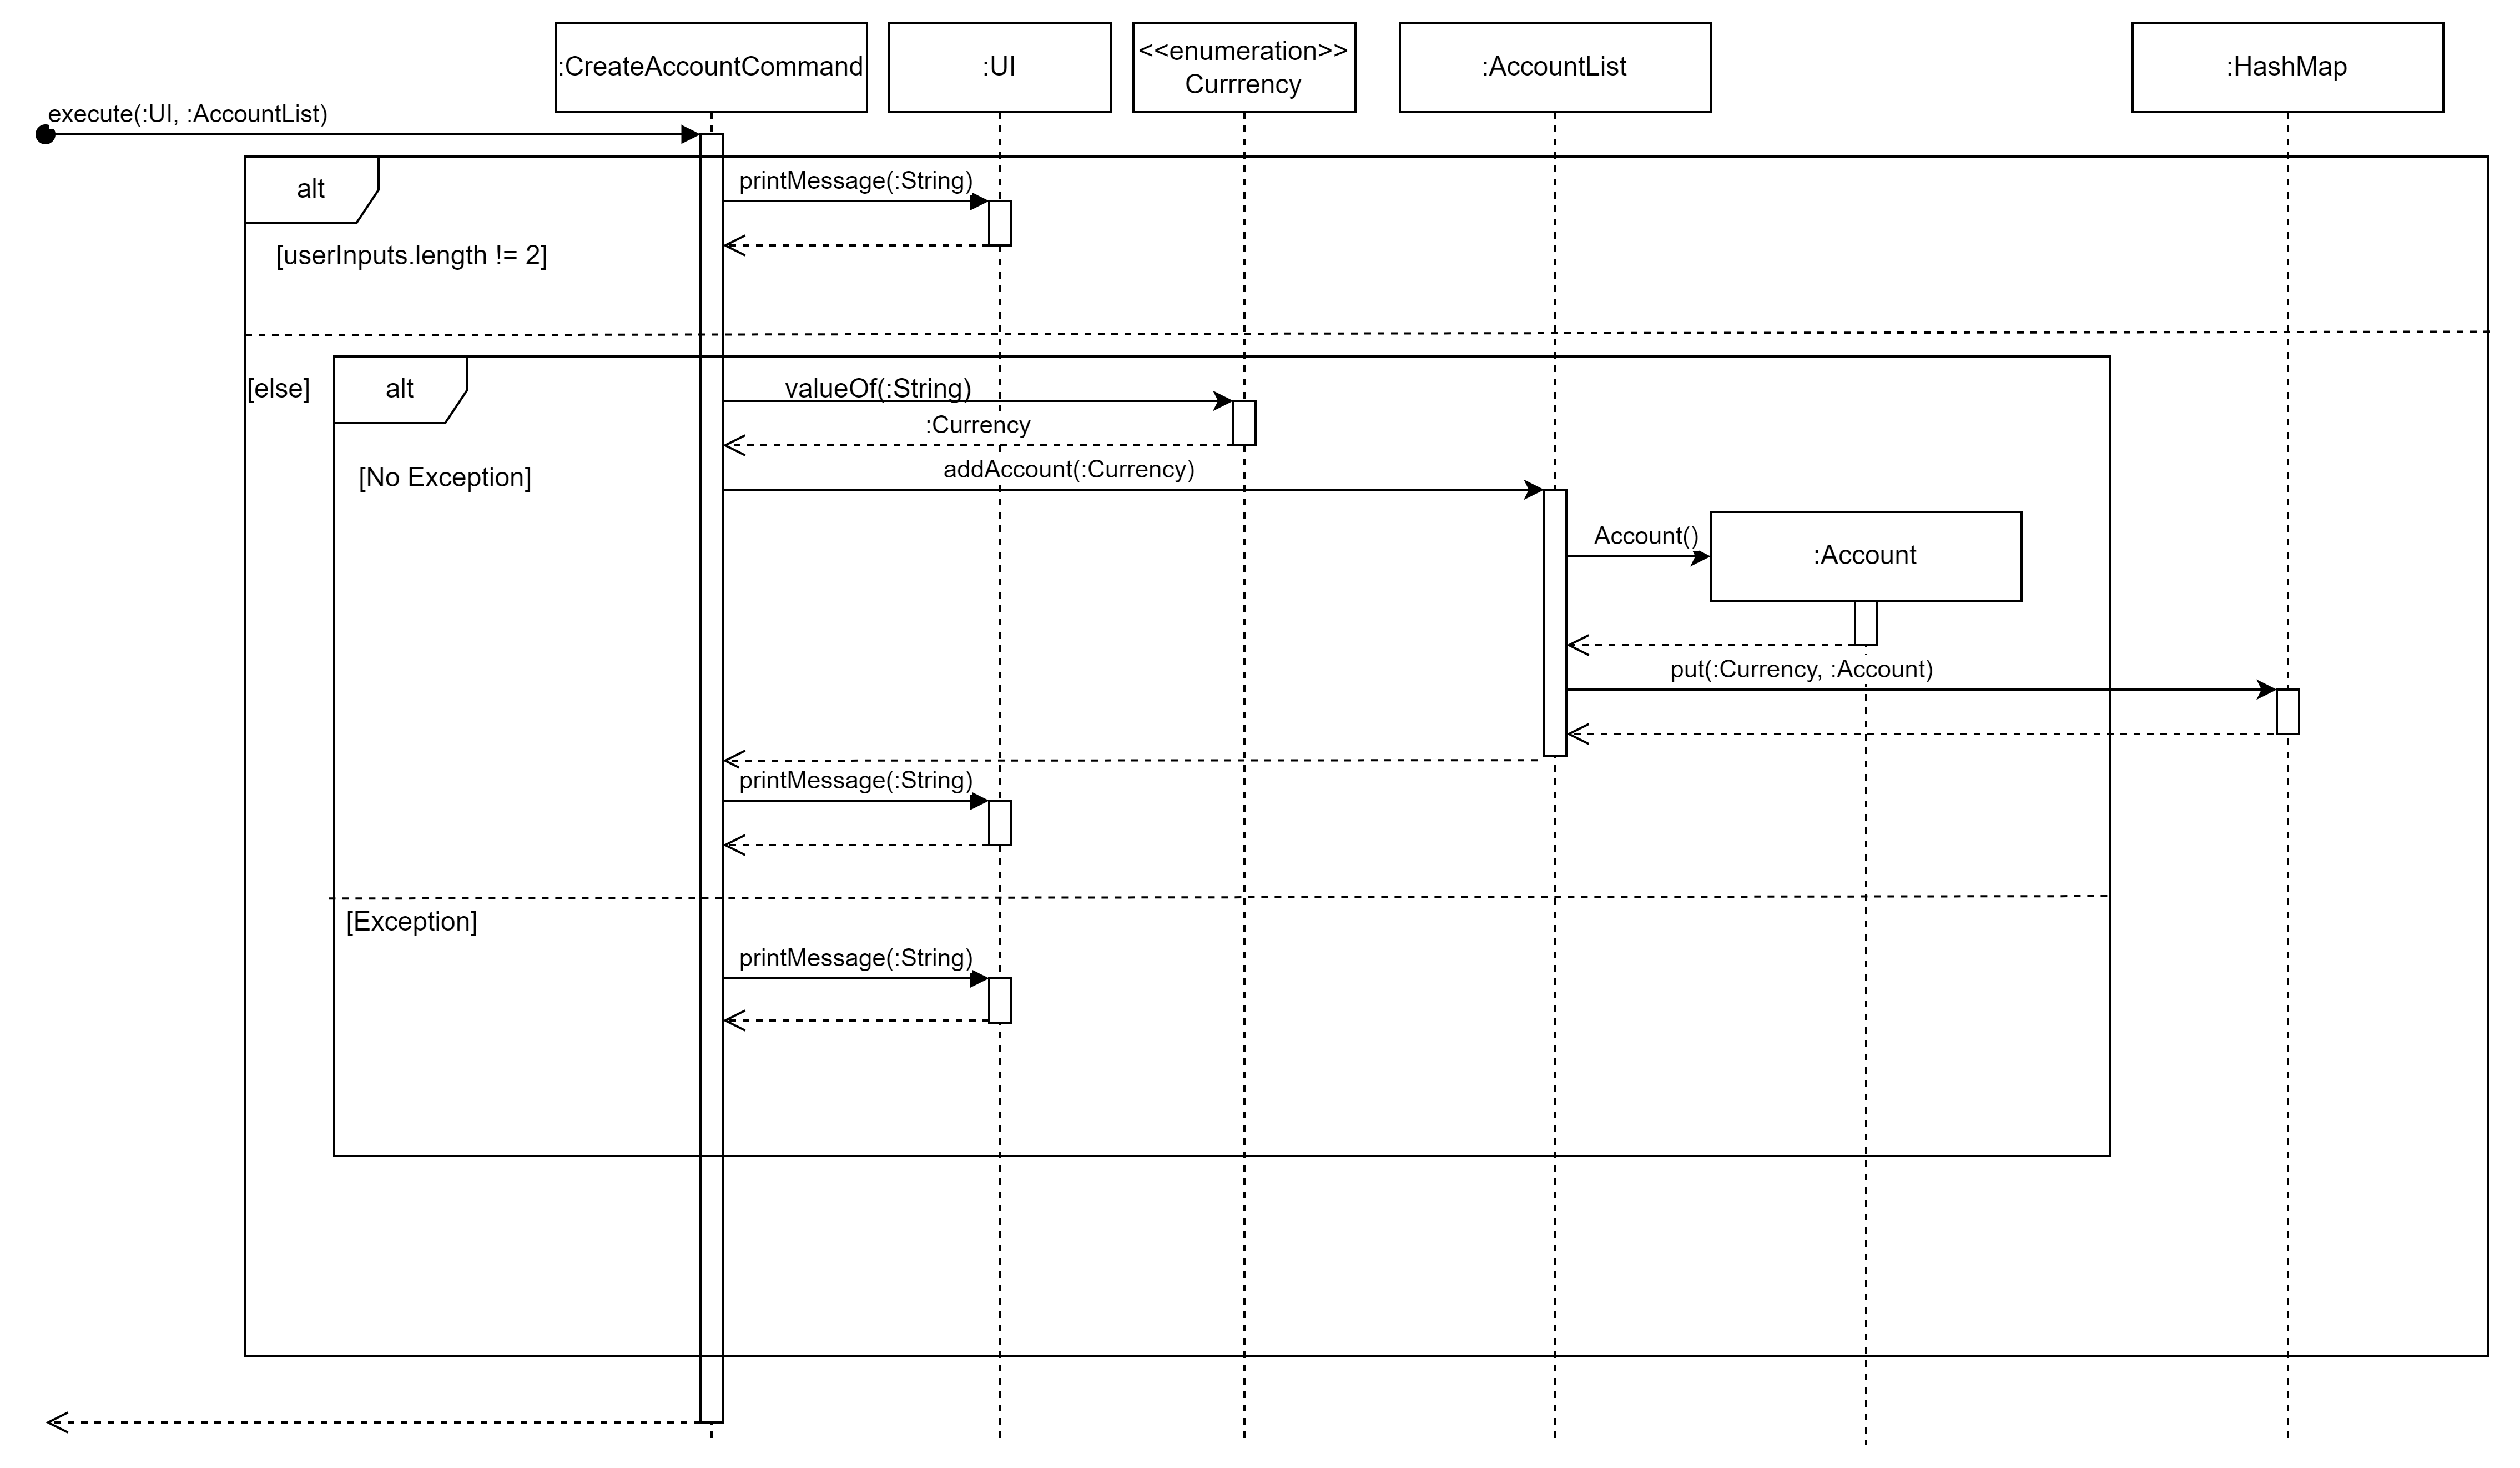 :CreateAccountCommand
:UI
<<enumeration>>
Currrency
:AccountList
:HashMap
execute(:UI, :AccountList)
alt
printMessage(:String)
[userInputs.length != 2]
[else]
alt
valueOf(:String)
:Currency
addAccount(:Currency)
[No Exception]
Account()
:Account
put(:Currency, :Account)
printMessage(:String)
[Exception]
printMessage(:String)